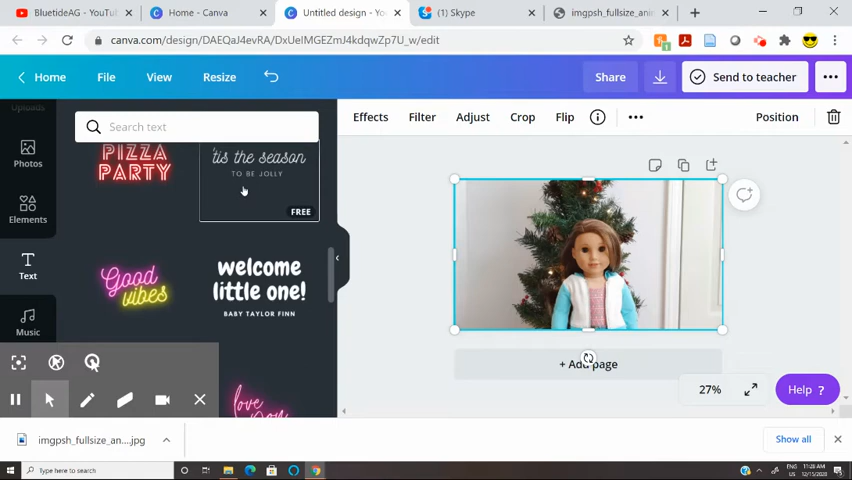 BluetideAG - YouTu
Home - Canva
Untitled design - Yo
(1) Skype
imgpsh_fullsize_ani
canva.com/design/DAEQaJ4evRA/DxUeIMGEZmJ4kdqwZp7U_w/edit
Home
File
View
Resize
Share
Send to teacher
Uploads
Search text
Effects
Filter
Adjust
Crop
Flip
Position
Photos
Elements
Text
Music
PIZZA
PARTY
'tis the season
TO BE JOLLY
FREE
Good
vibes
welcome
little one!
BABY TAYLOR FINN
love
+ Add page
27%
Help ?
imgpsh_fullsize_an....jpg
Show all
Type here to search
ENG
US
11:28 AM
12/15/2020